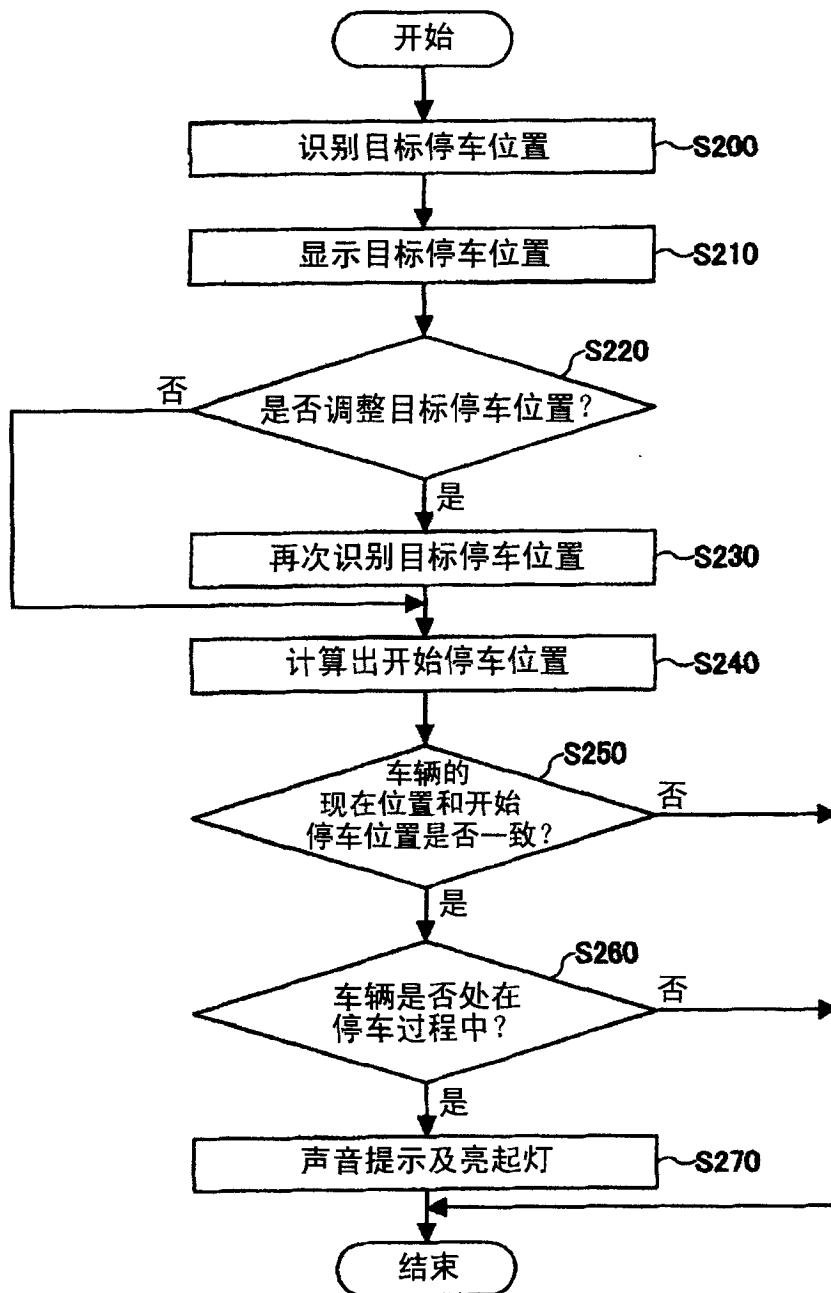 开始
识别目标停车位置
S200
显示目标停车位置
S210
S220
否
是否调整目标停车位置?
是
再次识别目标停车位置
S230
计算出开始停车位置
S240
S250
车辆的
现在位置和开始
停车位置是否一致?
否
是
S260
车辆是否处在
停车过程中?
否
是
声音提示及亮起灯
S270
结束